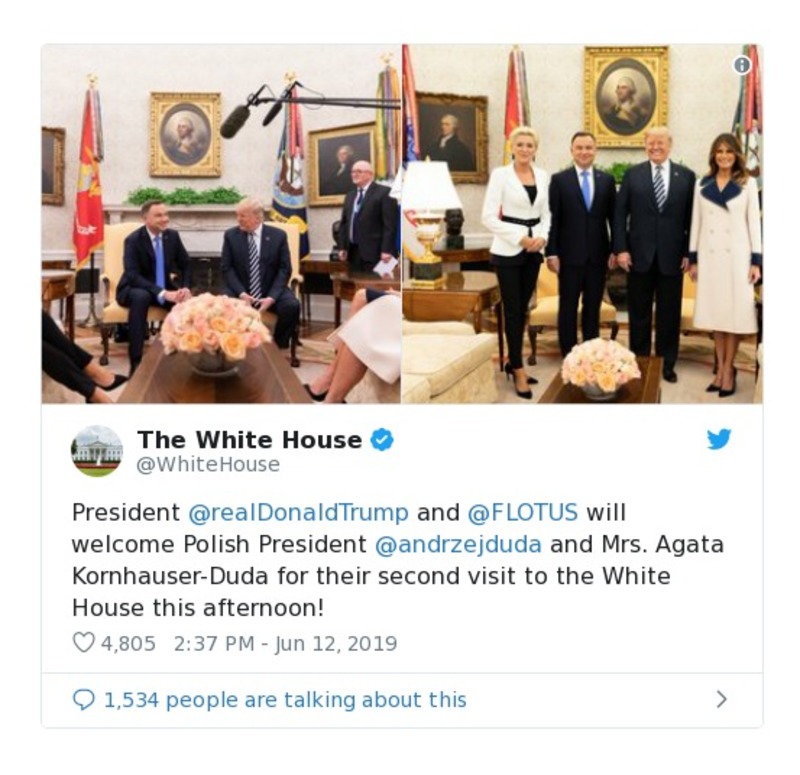 The White House
@WhiteHouse
President @realDonaldTrump and @FLOTUS will
welcome Polish President @andrzejduda and Mrs. Agata
Kornhauser-Duda for their second visit to the White
House this afternoon!
4,805 2:37 PM - Jun 12, 2019
1,534 people are talking about this